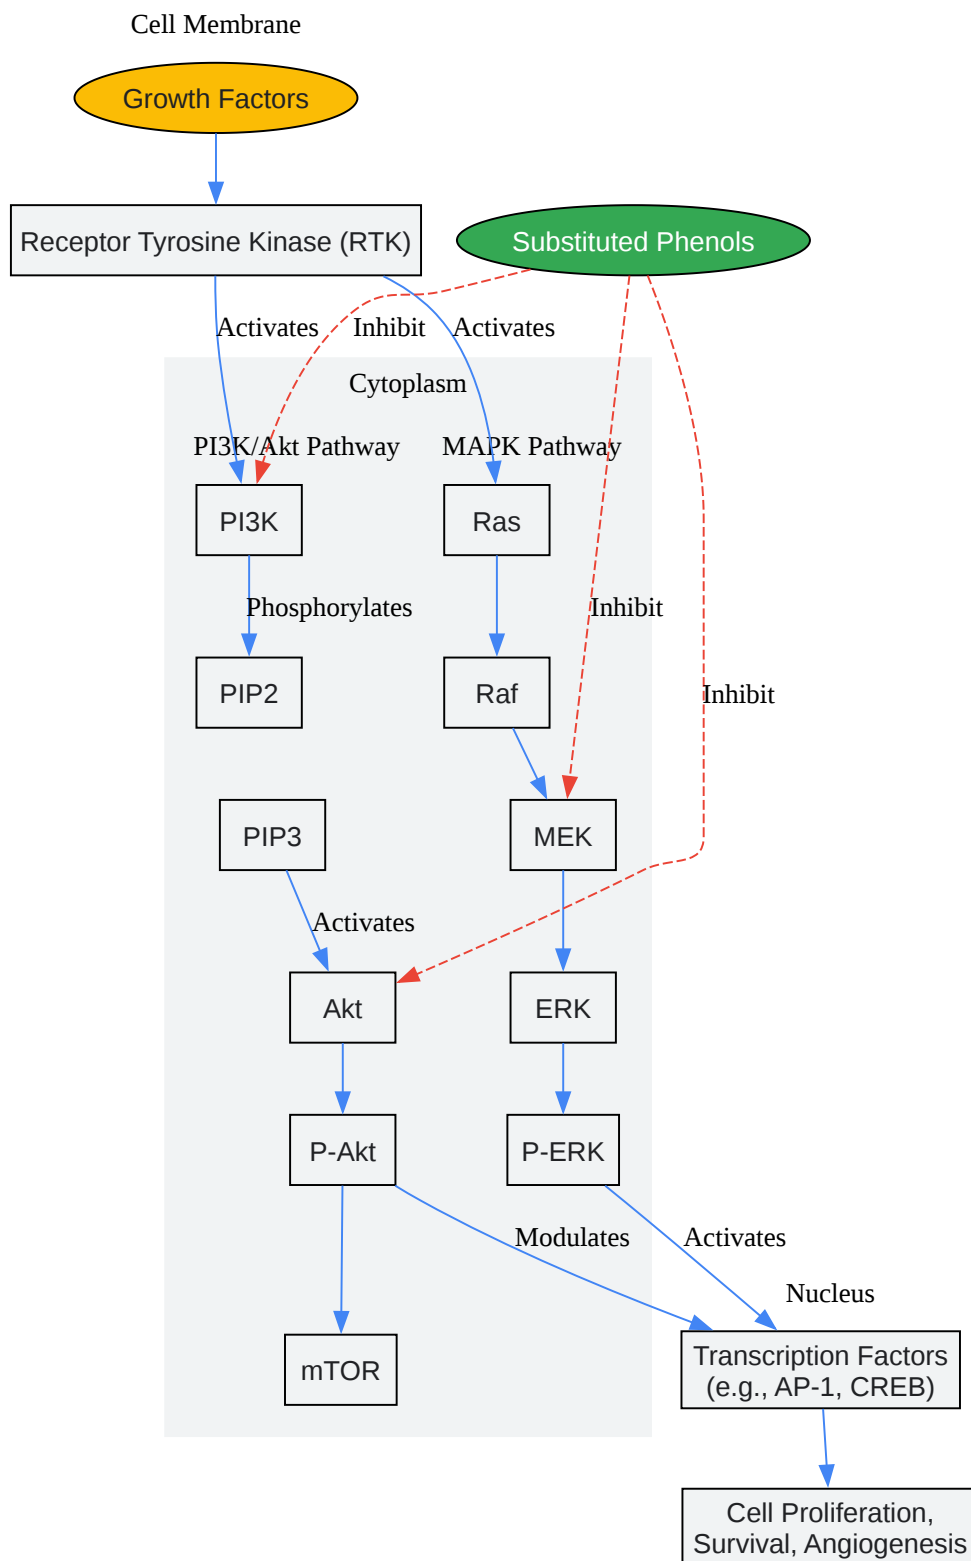 Cell Membrane
Growth Factors
Receptor Tyrosine Kinase (RTK)
Substituted Phenols
Activates
Inhibit
Activates
Cytoplasm
PI3K/Akt Pathway
MAPK Pathway
PI3K
Ras
Phosphorylates
Inhibit
PIP2
Raf
Inhibit
PIP3
MEK
Activates
Akt
ERK
P-Akt
P-ERK
Modulates
Activates
Nucleus
mTOR
Transcription Factors
(e.g., AP-1, CREB)
Cell Proliferation,
Survival, Angiogenesis